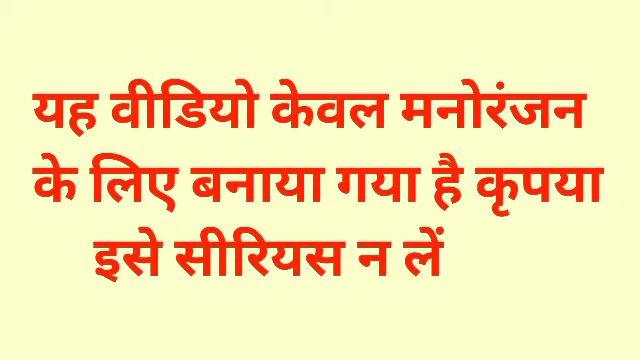 यह वीडियो केवल मनोरंजन
के लिए बनाया गया है कृपया
इसे सीरियस न लें